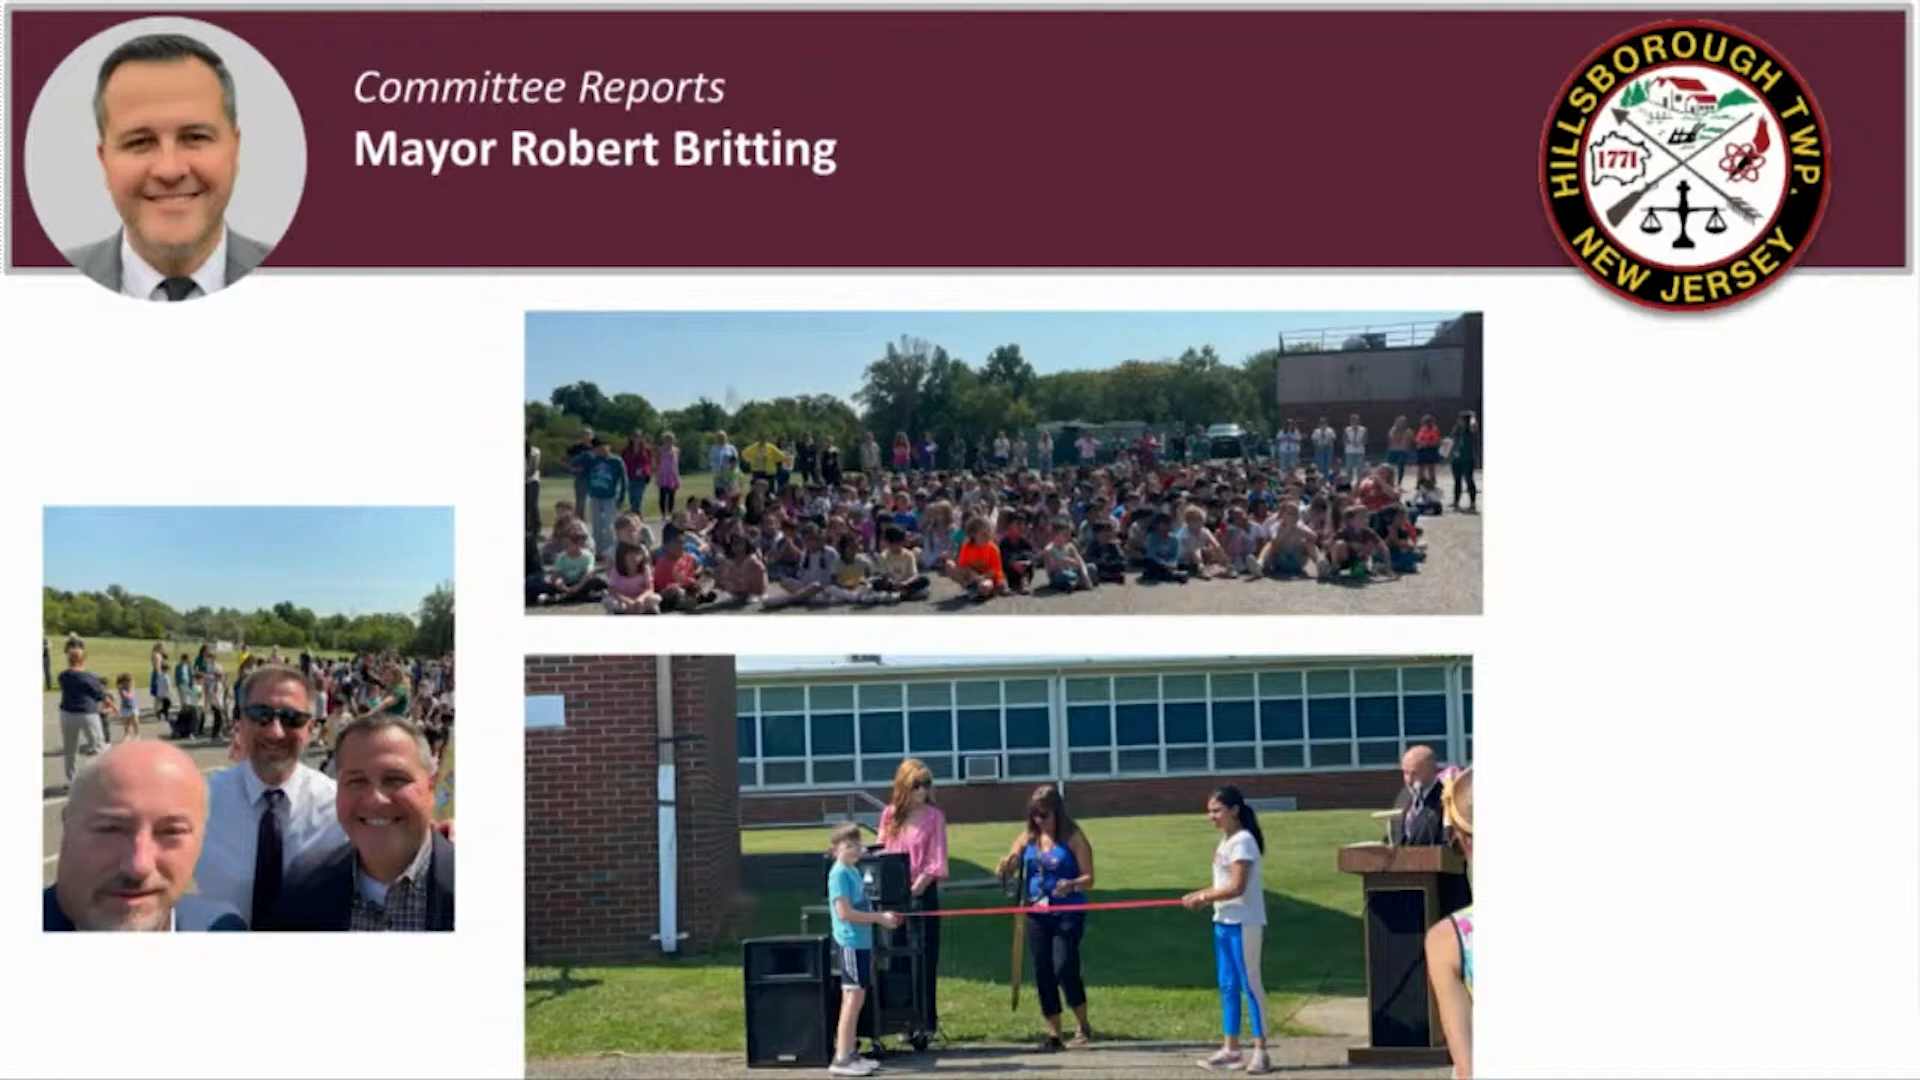 Committee Reports
Mayor Robert Britting
HILLSBOROUGH TWP.
1771
NEW JERSEY